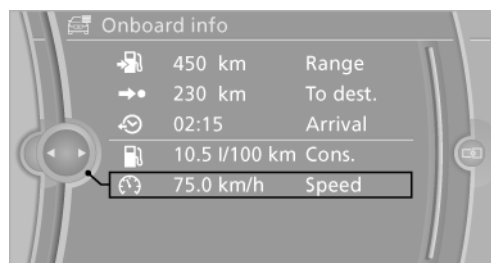 Onboard info
450 km Range
230 km To dest.
02:15 Arrival
10.5 l/100 km Cons.
75.0 km/h Speed